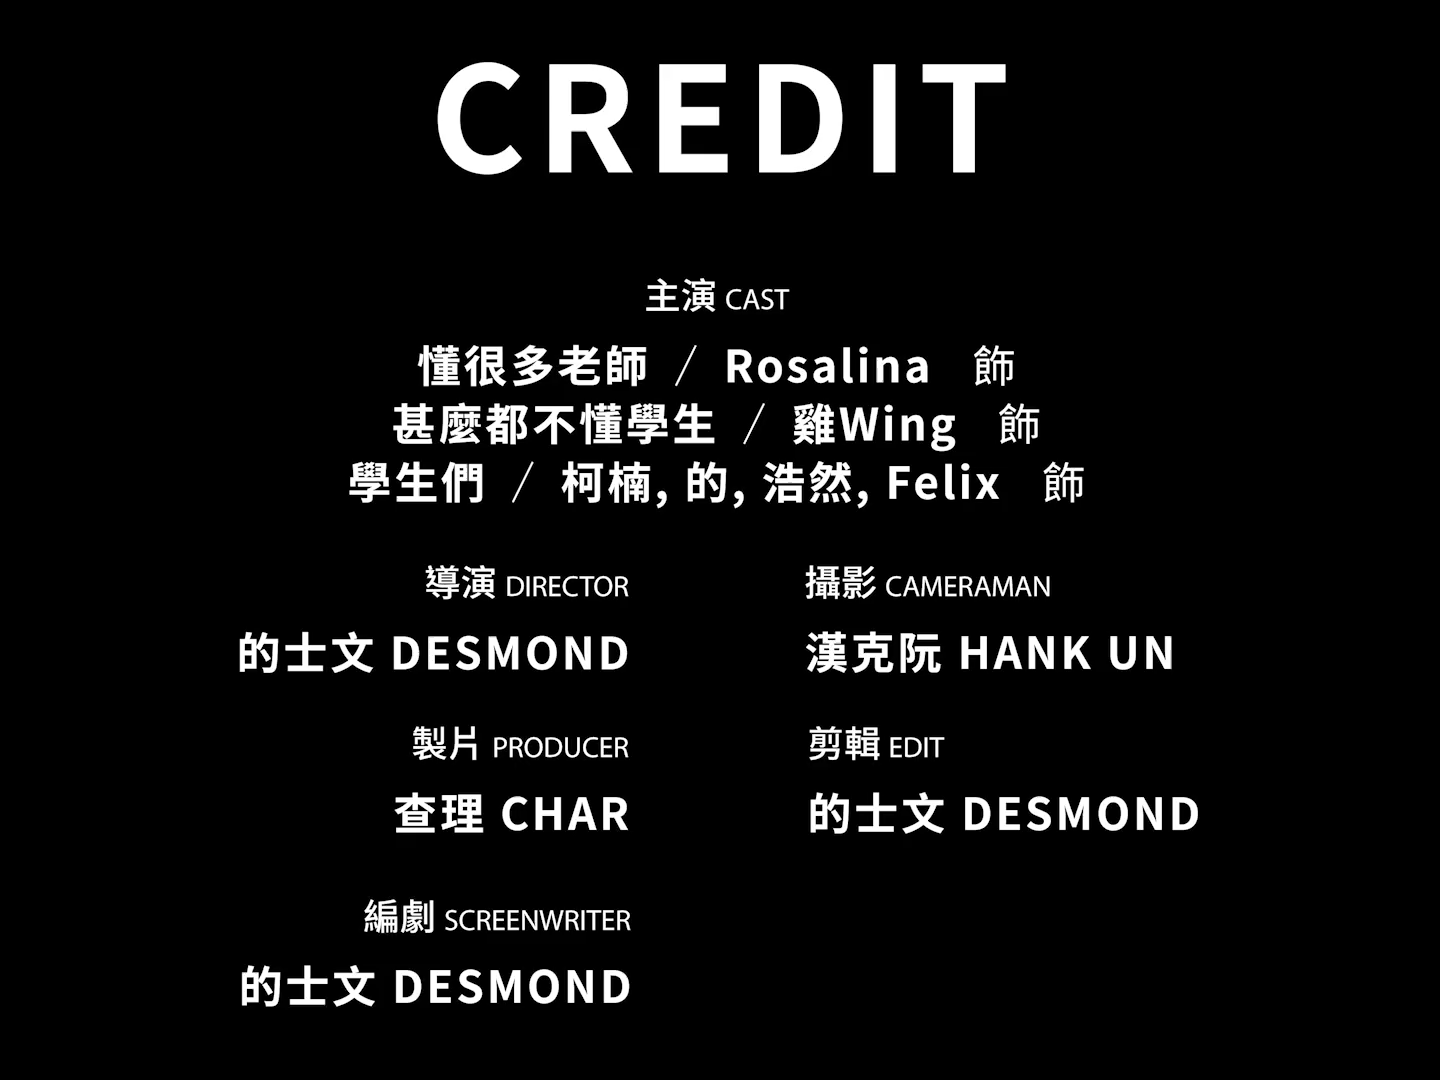 CREDIT
主演 CAST
懂很多老師 / Rosalina 飾
甚麼都不懂學生 / 雞Wing 飾
學生們 / 柯楠, 的, 浩然, Felix 飾
導演 DIRECTOR
的士文 DESMOND
攝影 CAMERAMAN
漢克阮 HANK UN
製片 PRODUCER
查理 CHAR
剪輯 EDIT
的士文 DESMOND
編劇 SCREENWRITER
的士文 DESMOND